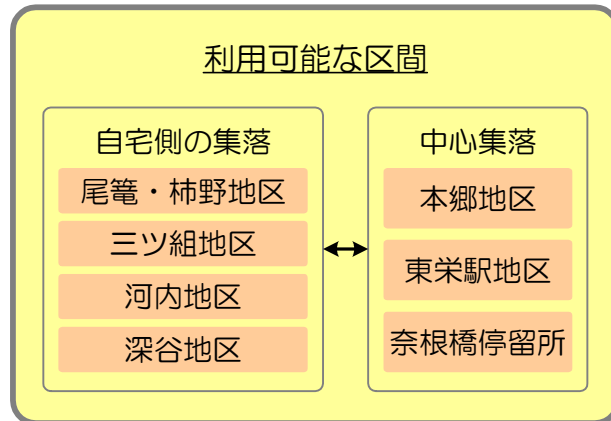 利用可能な区間
自宅側の集落
尾篭・柿野地区
三ツ組地区
河内地区
深谷地区
中心集落
本郷地区
東栄駅地区
奈根橋停留所